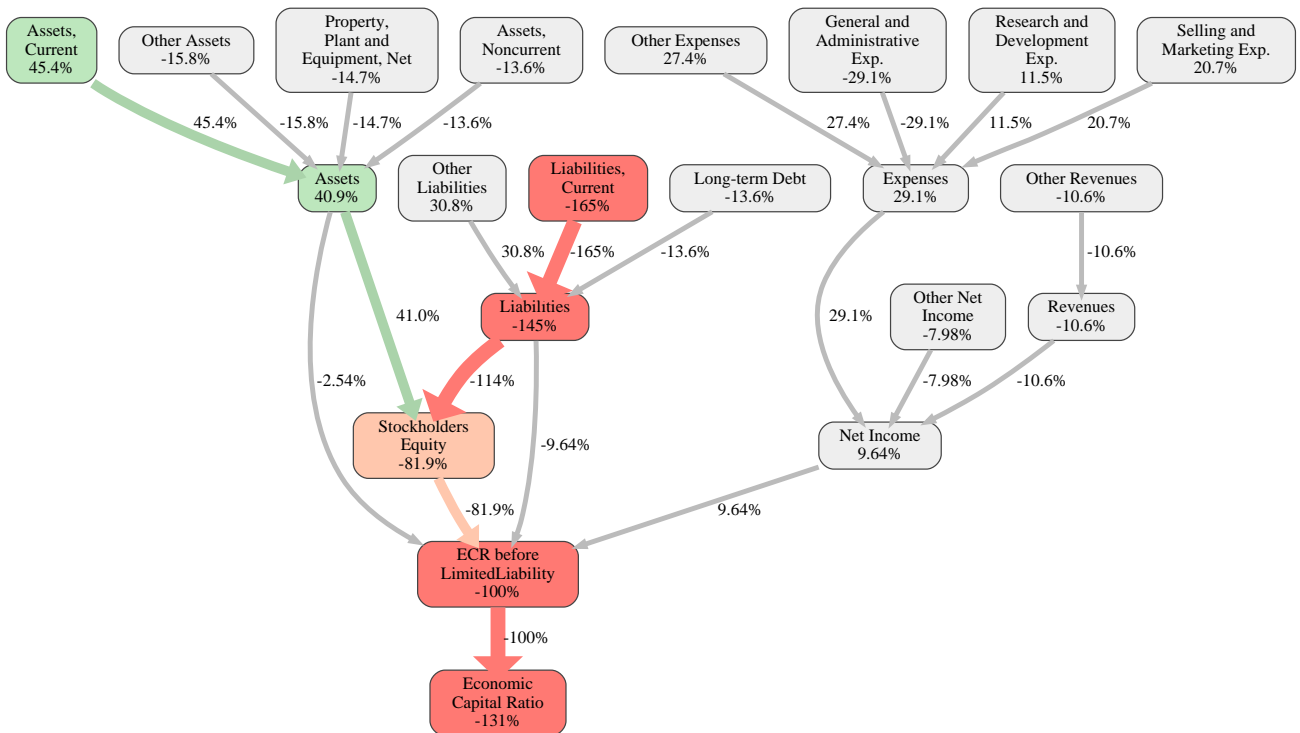 Assets,
Current
45.4%
Other Assets
-15.8%
Property,
Plant and
Equipment, Net
-14.7%
Assets,
Noncurrent
-13.6%
Other Expenses
27.4%
General and
Administrative
Exp.
-29.1%
Research and
Development
Exp.
11.5%
Selling and
Marketing Exp.
20.7%
45.4%
-15.8%
-14.7%
-13.6%
27.4%
-29.1%
11.5%
20.7%
Assets
40.9%
Other
Liabilities
30.8%
Liabilities,
Current
-165%
Long-term Debt
-13.6%
Expenses
29.1%
Other Revenues
-10.6%
30.8%
-165%
-13.6%
-10.6%
Liabilities
-145%
Other Net
Income
-7.98%
Revenues
-10.6%
41.0%
29.1%
-2.54%
-114%
-7.98%
-10.6%
Stockholders
Equity
-81.9%
-9.64%
Net Income
9.64%
-81.9%
9.64%
ECR before
LimitedLiability
-100%
-100%
Economic
Capital Ratio
-131%